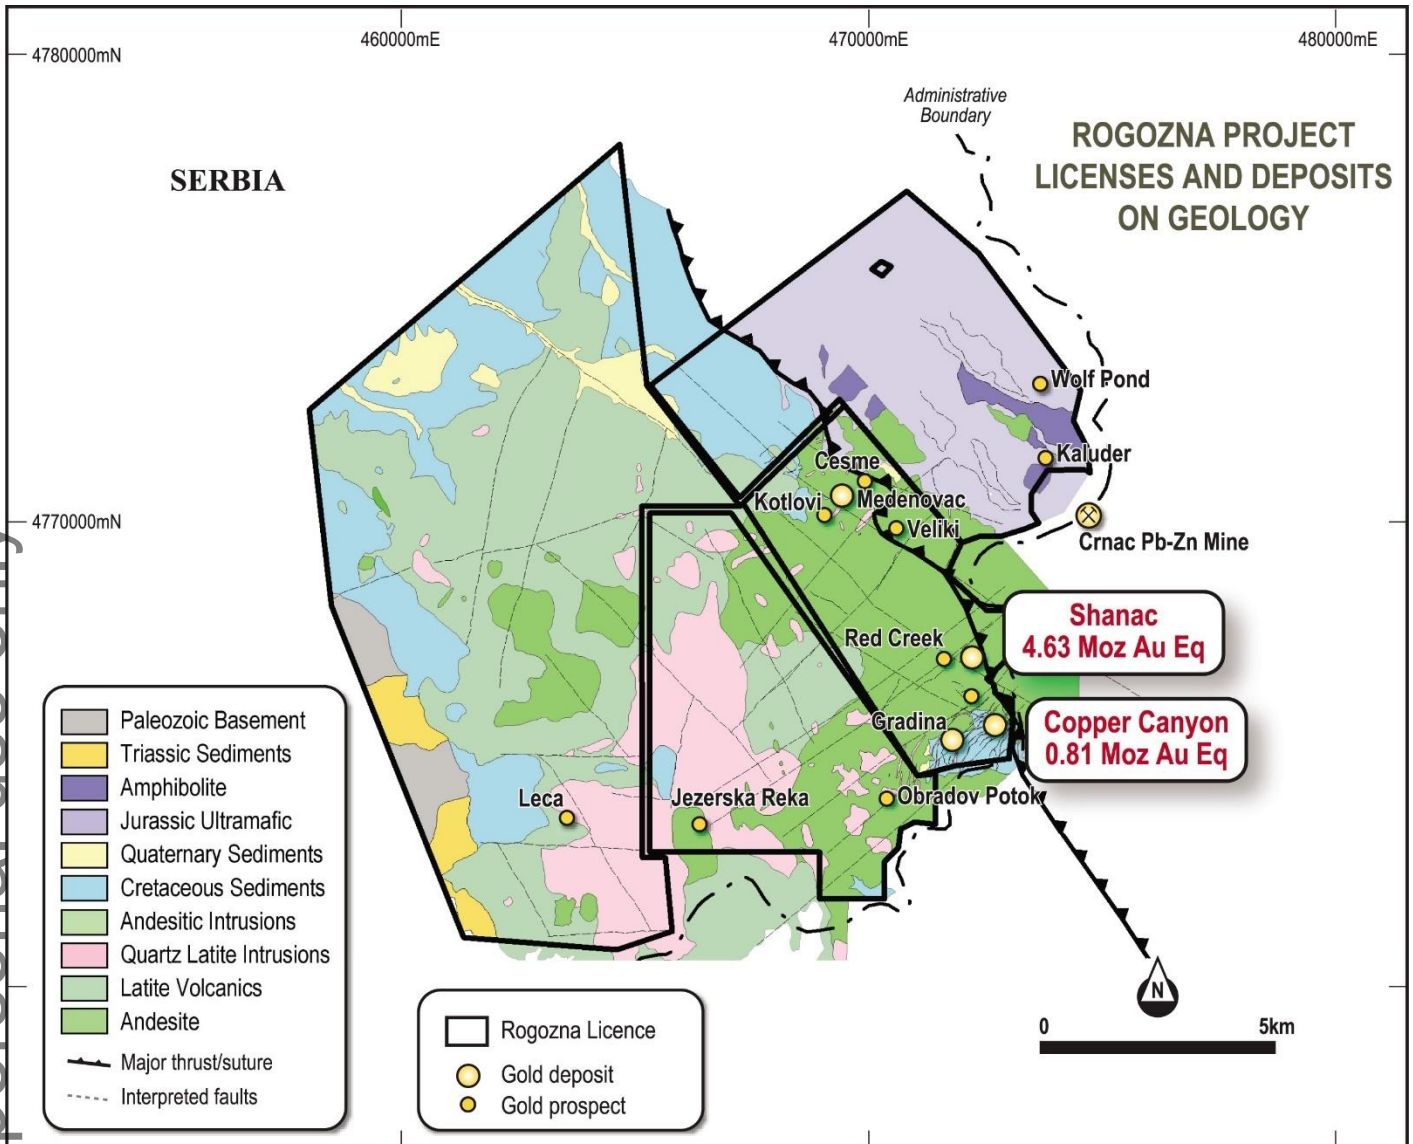 460000mE
470000mE
480000mE
4780000mN
Administrative
Boundary
ROGOZNA PROJECT
LICENSES AND DEPOSITS
ON GEOLOGY
SERBIA
Wolf Pond
Kaluder
Cesme
Kotlovi
Medenovac
Veliki
4770000mN
Crnac Pb-Zn Mine
Shanac
4.63 Moz Au Eq
Red Creek
Gradina
Copper Canyon
0.81 Moz Au Eq
Leca
Jezerska Reka
Obradov Potok
Paleozoic Basement
Triassic Sediments
Amphibolite
Jurassic Ultramafic
Quaternary Sediments
Cretaceous Sediments
Andesitic Intrusions
Quartz Latite Intrusions
Latite Volcanics
Andesite
Major thrust/suture
Interpreted faults
Rogozna Licence
Gold deposit
Gold prospect
N
0
5km